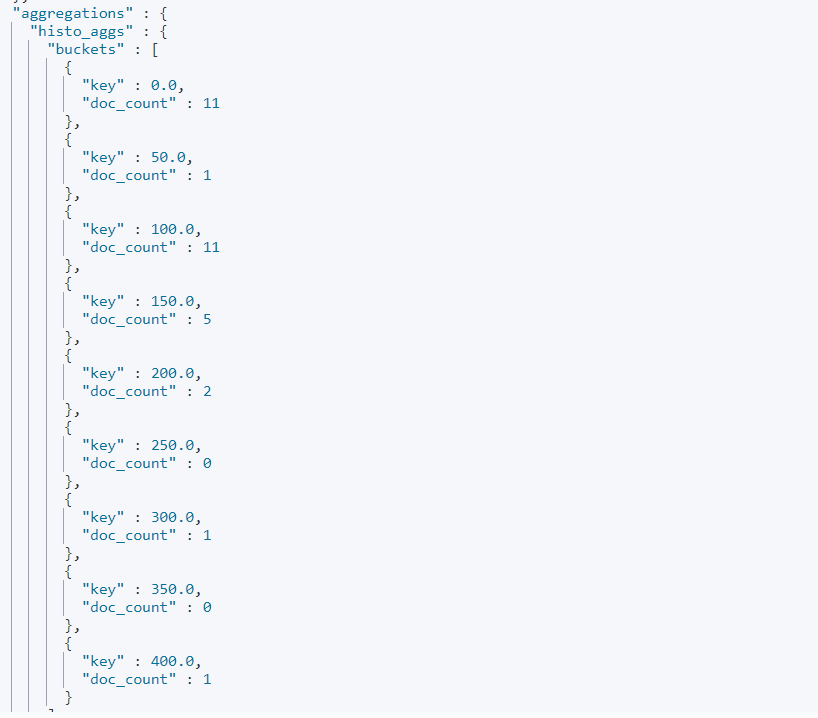 "aggregations" : {
"histo_aggs" : {
"buckets" : [
{
"key" : 0.0,
"doc_count" : 11
},
{
"key" : 50.0,
"doc_count" : 1
},
{
"key" : 100.0,
"doc_count" : 11
},
{
"key" : 150.0,
"doc_count" : 5
},
{
"key" : 200.0,
"doc_count" : 2
},
{
"key" : 250.0,
"doc_count" : 0
},
{
"key" : 300.0,
"doc_count" : 1
},
{
"key" : 350.0,
"doc_count" : 0
},
{
"key" : 400.0,
"doc_count" : 1
}